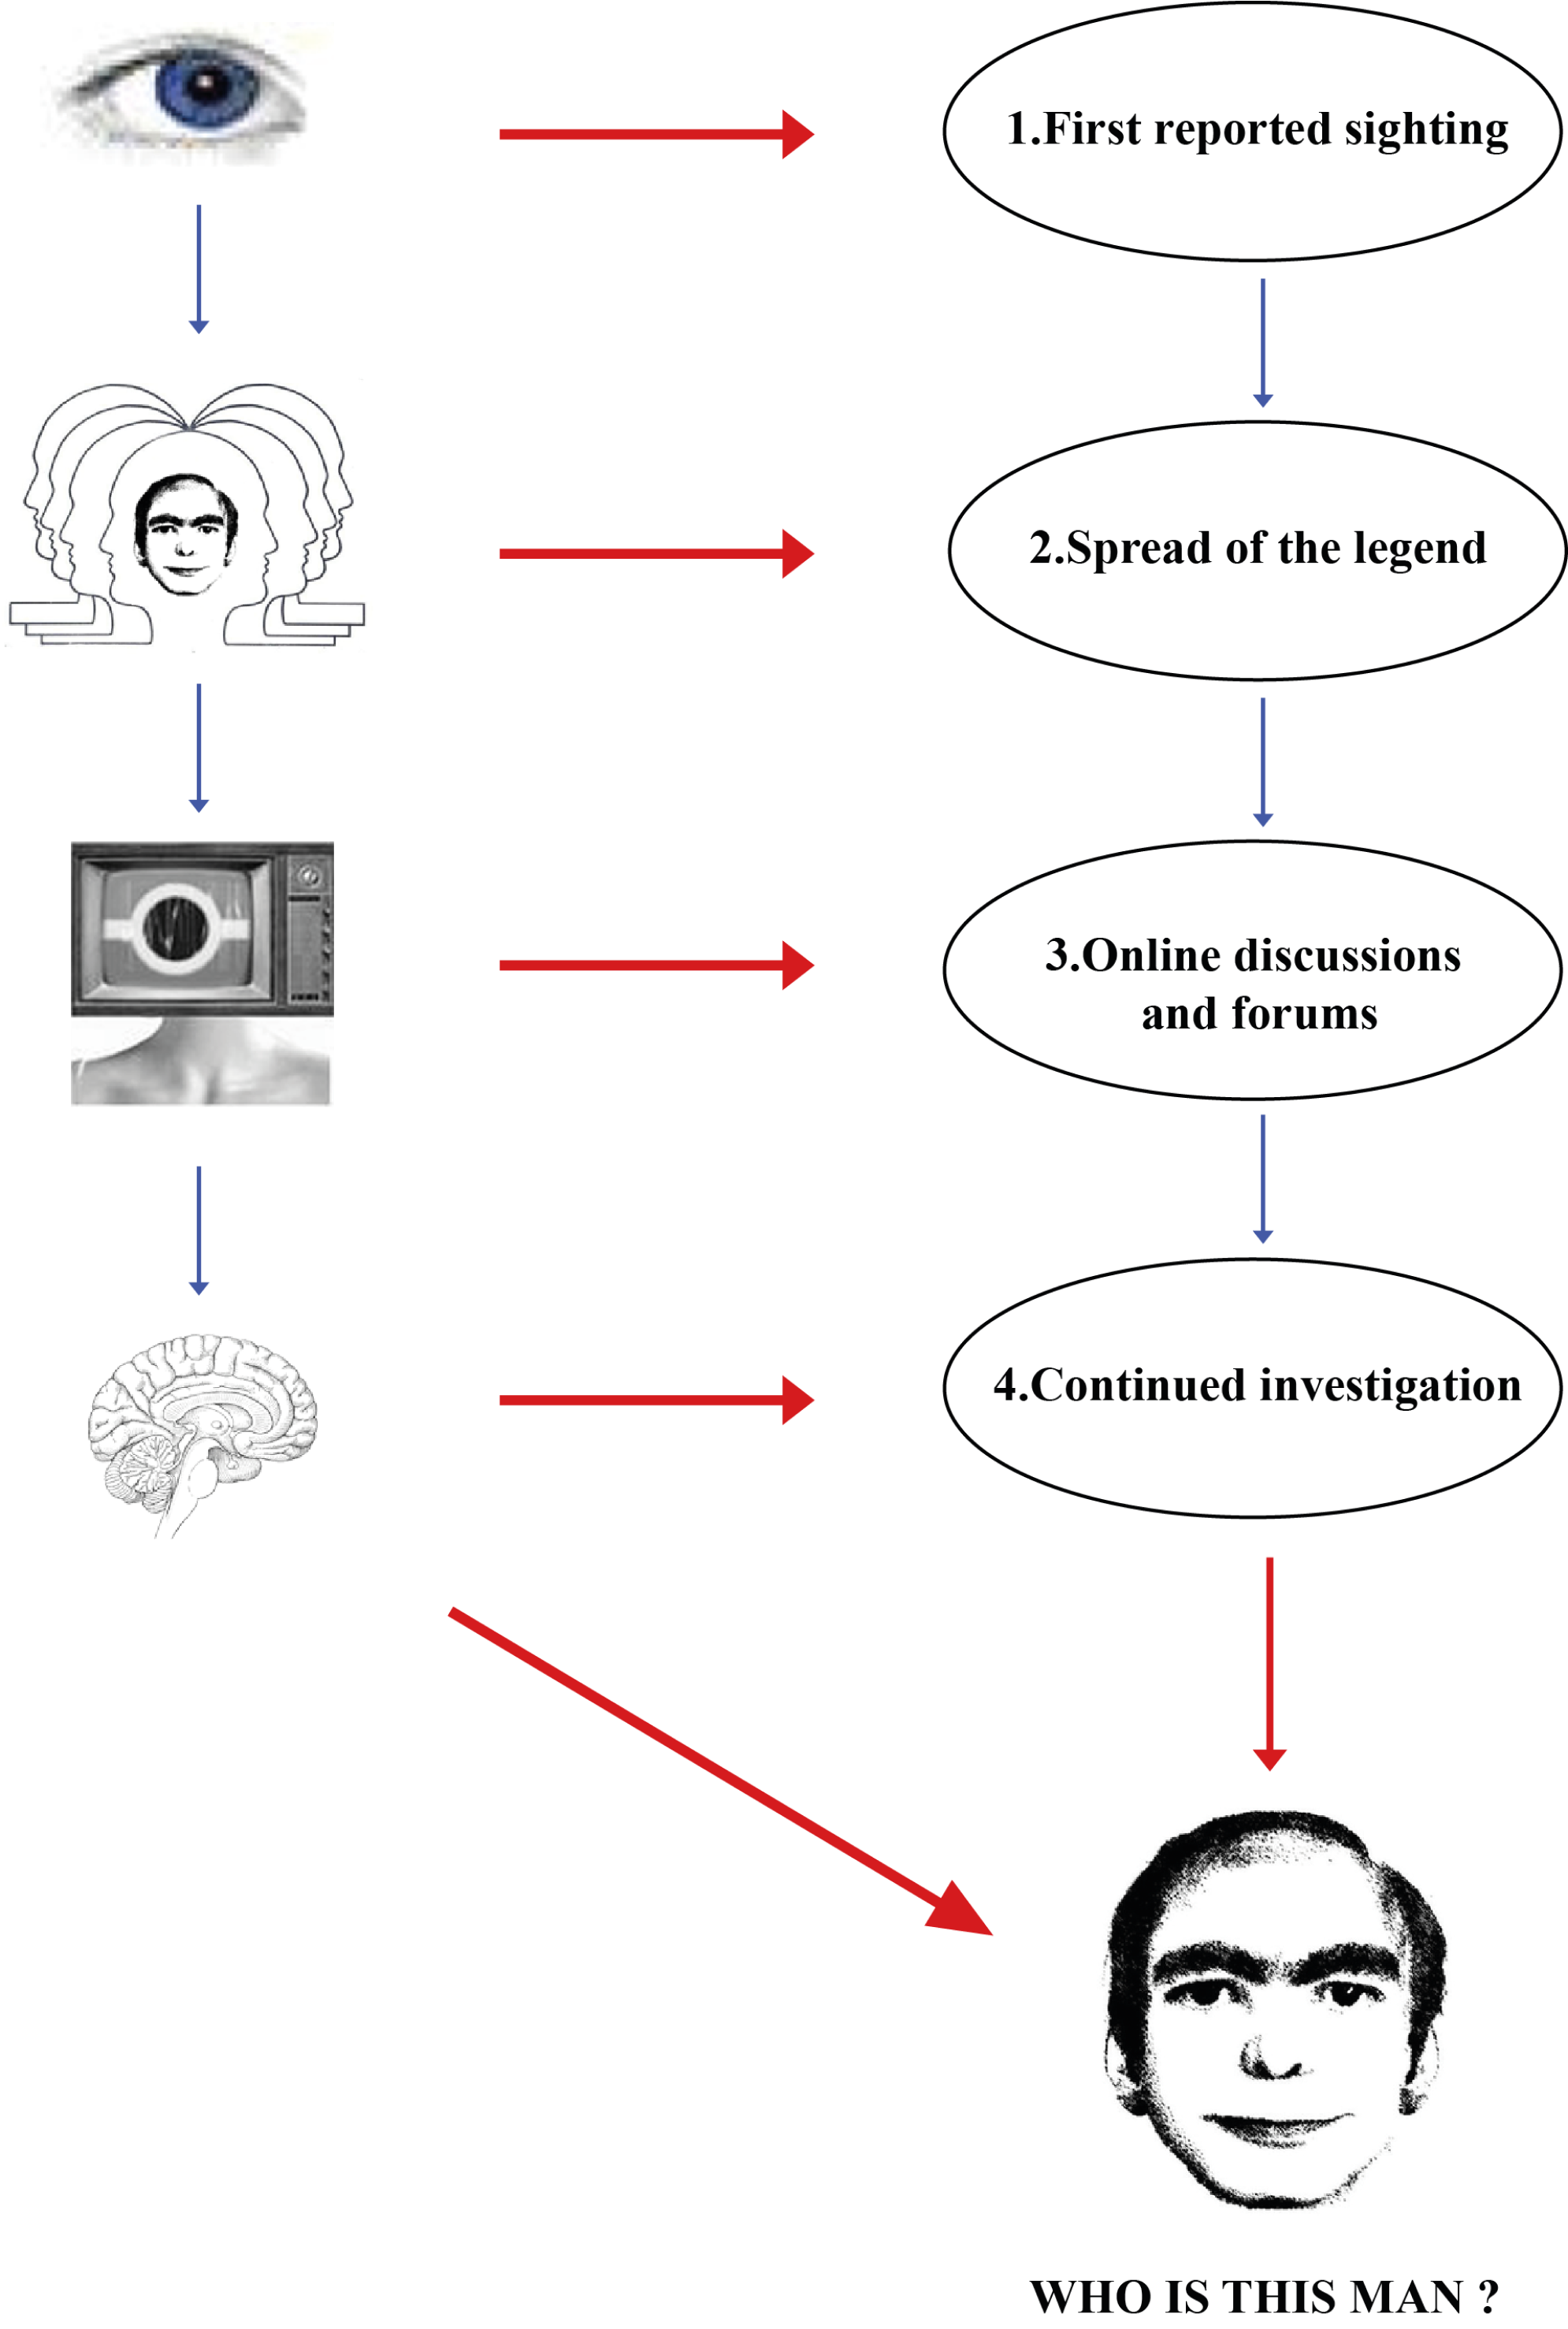 1.First reported sighting
2.Spread of the legend
3.Online discussions
and forums
4.Continued investigation
WHO IS THIS MAN ?